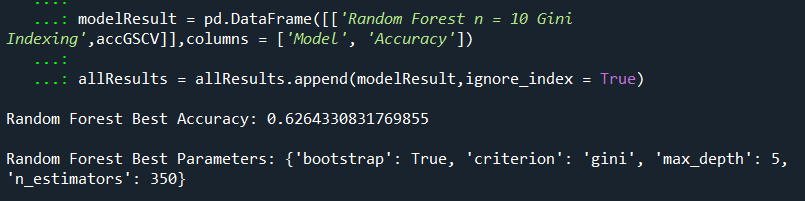 ...:
...: modelResult = pd.DataFrame([['Random Forest n = 10 Gini
Indexing',accGSCV]],columns = ['Model', 'Accuracy'])
...:
...: allResults = allResults.append(modelResult,ignore_index = True)
Random Forest Best Accuracy: 0.6264330831769855
Random Forest Best Parameters: {'bootstrap': True, 'criterion': 'gini', 'max_depth': 5,
'n_estimators': 350}